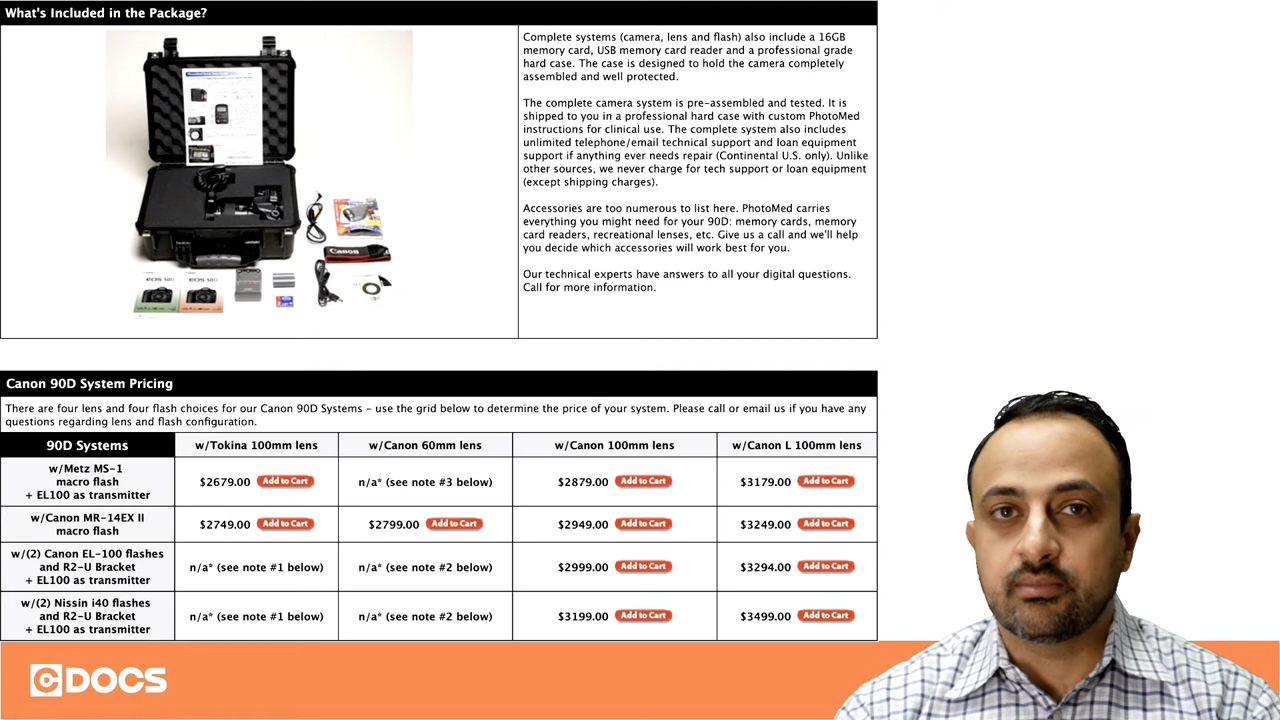 What's Included in the Package?
Complete systems (camera, lens and flash) also include a 16GB
memory card, USB memory card reader and a professional grade
hard case. The case is designed to hold the camera completely
assembled and well protected.
The complete camera system is pre-assembled and tested. It is
shipped to you in a professional hard case with custom PhotoMed
instructions for clinical use. The complete system also includes
unlimited telephone/email technical support and loan equipment
support if anything ever needs repair (Continental U.S. only). Unlike
other sources, we never charge for tech support or loan equipment
(except shipping charges).
Accessories are too numerous to list here. PhotoMed carries
everything you might need for your 90D: memory cards, memory
card readers, recreational lenses, etc. Give us a call and we'll help
you decide which accessories will work best for you.
Our technical experts have answers to all your digital questions.
Call for more information.
Canon
EOS 50D
EOS 50D
Canon 90D System Pricing
There are four lens and four flash choices for our Canon 90D Systems – use the grid below to determine the price of your system. Please call or email us if you have any
questions regarding lens and flash configuration.
90D Systems
w/Tokina 100mm lens
w/Canon 60mm lens
w/Canon 100mm lens
w/Canon L 100mm lens
w/Metz MS-1
macro flash
+ EL100 as transmitter
$2679.00 Add to Cart
n/a* (see note #3 below)
$2879.00 Add to Cart
$3179.00 Add to Cart
w/Canon MR-14EX II
macro flash
$2749.00 Add to Cart
$2799.00 Add to Cart
$2949.00 Add to Cart
$3249.00 Add to Cart
w/(2) Canon EL-100 flashes
and R2-U Bracket
+ EL100 as transmitter
n/a* (see note #1 below)
n/a* (see note #2 below)
$2999.00 Add to Cart
$3294.00 Add to Cart
w/(2) Nissin i40 flashes
and R2-U Bracket
+ EL100 as transmitter
n/a* (see note #1 below)
n/a* (see note #2 below)
$3199.00 Add to Cart
$3499.00 Add to Cart
CDOCS